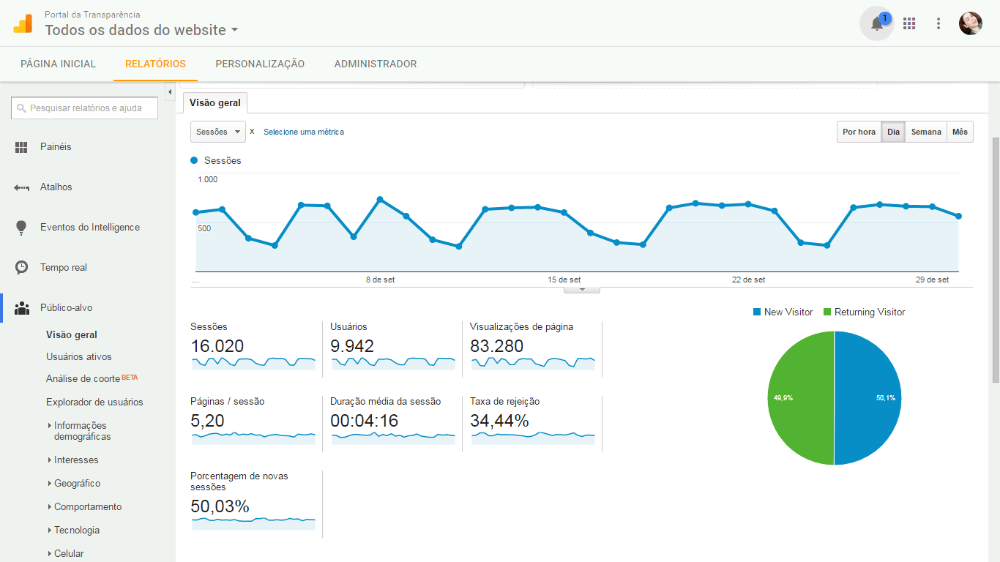 Portal da Transparência
Todos os dados do website
1
PÁGINA INICIAL
RELATÓRIOS
PERSONALIZAÇÃO
ADMINISTRADOR
Pesquisar relatórios e ajuda
Painéis
Atalhos
Eventos do Intelligence
Tempo real
Público-alvo
Visão geral
Usuários ativos
Análise de coorte BETA
Explorador de usuários
Informações
demográficas
Interesses
Geográfico
Comportamento
Tecnologia
Celular
Visão geral
Sessões x Selecione uma métrica
Por hora Dia Semana Mês
Sessões
1.000
500
... 8 de set 15 de set 22 de set 29 de set
Sessões
16.020
Usuários
9.942
Visualizações de página
83.280
Páginas / sessão
5,20
Duração média da sessão
00:04:16
Taxa de rejeição
34,44%
Porcentagem de novas
sessões
50,03%
New Visitor Returning Visitor
49,9% 50,1%